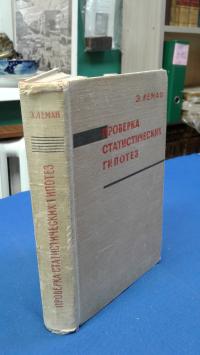 Э. ЛЕМАН
ПРОВЕРКА
СТАТИСТИЧЕСКИХ
ГИПОТЕЗ
Э. ЛЕМАН
ПРОВЕРКА СТАТИСТИЧЕСКИХ ГИПОТЕЗ